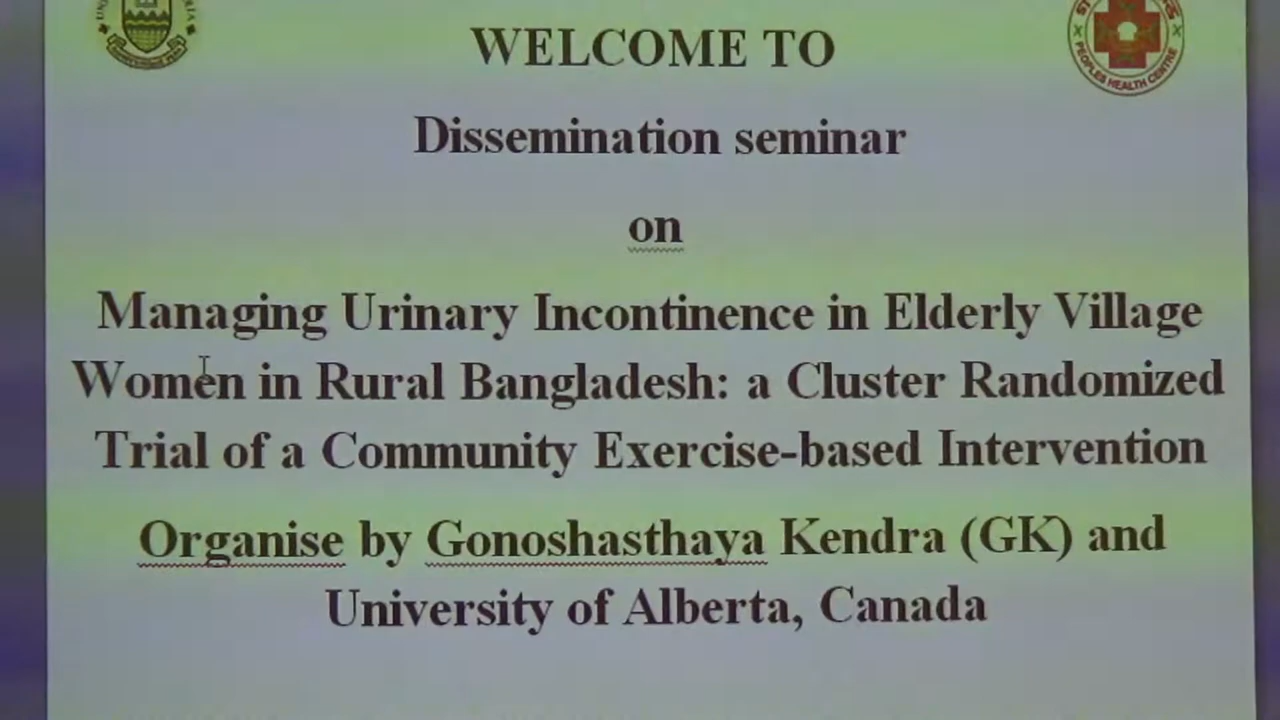 WELCOME TO
Dissemination seminar
on
Managing Urinary Incontinence in Elderly Village
Women in Rural Bangladesh: a Cluster Randomized
Trial of a Community Exercise-based Intervention
Organise by Gonoshasthaya Kendra (GK) and
University of Alberta, Canada
PEOPLES HEALTH CENTRE